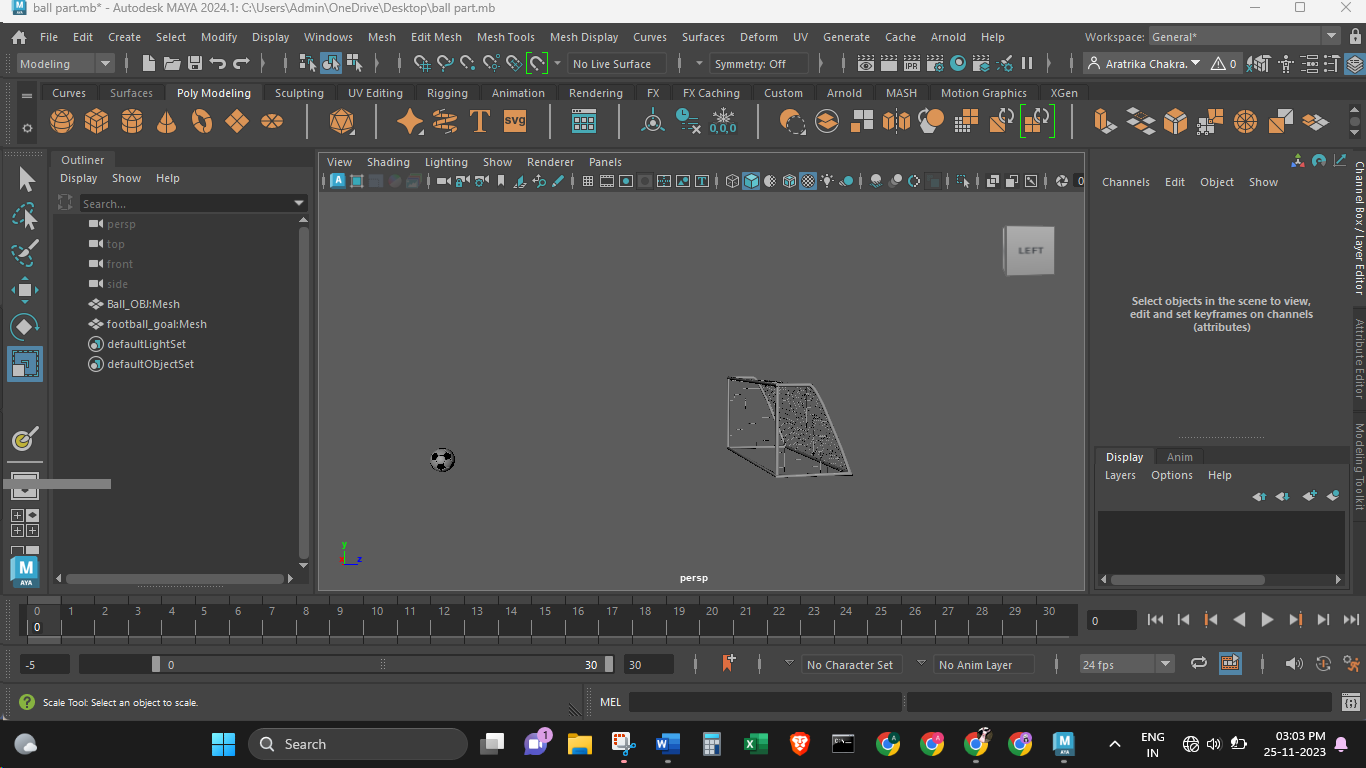 ball part.mb* - Autodesk MAYA 2024.1: C:\Users\Admin\OneDrive\Desktop\ball part.mb
File Edit Create Select Modify Display Windows Mesh Edit Mesh Mesh Tools Mesh Display Curves Surfaces Deform UV Generate Cache Arnold Help Workspace: General*
Modeling No Live Surface Symmetry: Off IPR Aratrika Chakra. 0
Curves Surfaces Poly Modeling Sculpting UV Editing Rigging Animation Rendering FX FX Caching Custom Arnold MASH Motion Graphics XGen
T SVG 0,0,0
Outliner
Display Show Help
Search...
persp
top
front
side
Ball_OBJ:Mesh
football_goal:Mesh
defaultLightSet
defaultObjectSet
View Shading Lighting Show Renderer Panels
0
LEFT
y
z
persp
Channels Edit Object Show
Select objects in the scene to view,
edit and set keyframes on channels
(attributes)
Channel Box / Layer Editor
Attribute Editor
Modeling Toolkit
Display Anim
Layers Options Help
M
AYA
0 1 2 3 4 5 6 7 8 9 10 11 12 13 14 15 16 17 18 19 20 21 22 23 24 25 26 27 28 29 30
0
0
-5 0 30 30 No Character Set No Anim Layer 24 fps
Scale Tool: Select an object to scale.
MEL
Search
1
ENG
IN
03:03 PM
25-11-2023